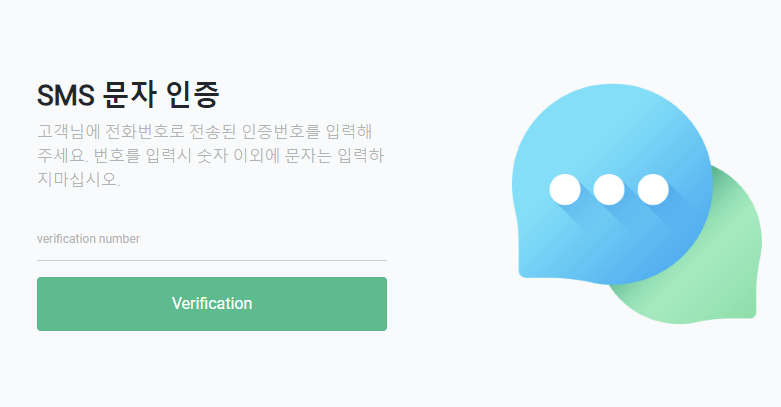 SMS 문자 인증
고객님에 전화번호로 전송된 인증번호를 입력해
주세요. 번호를 입력시 숫자 이외에 문자는 입력하
지마십시오.
verification number
Verification